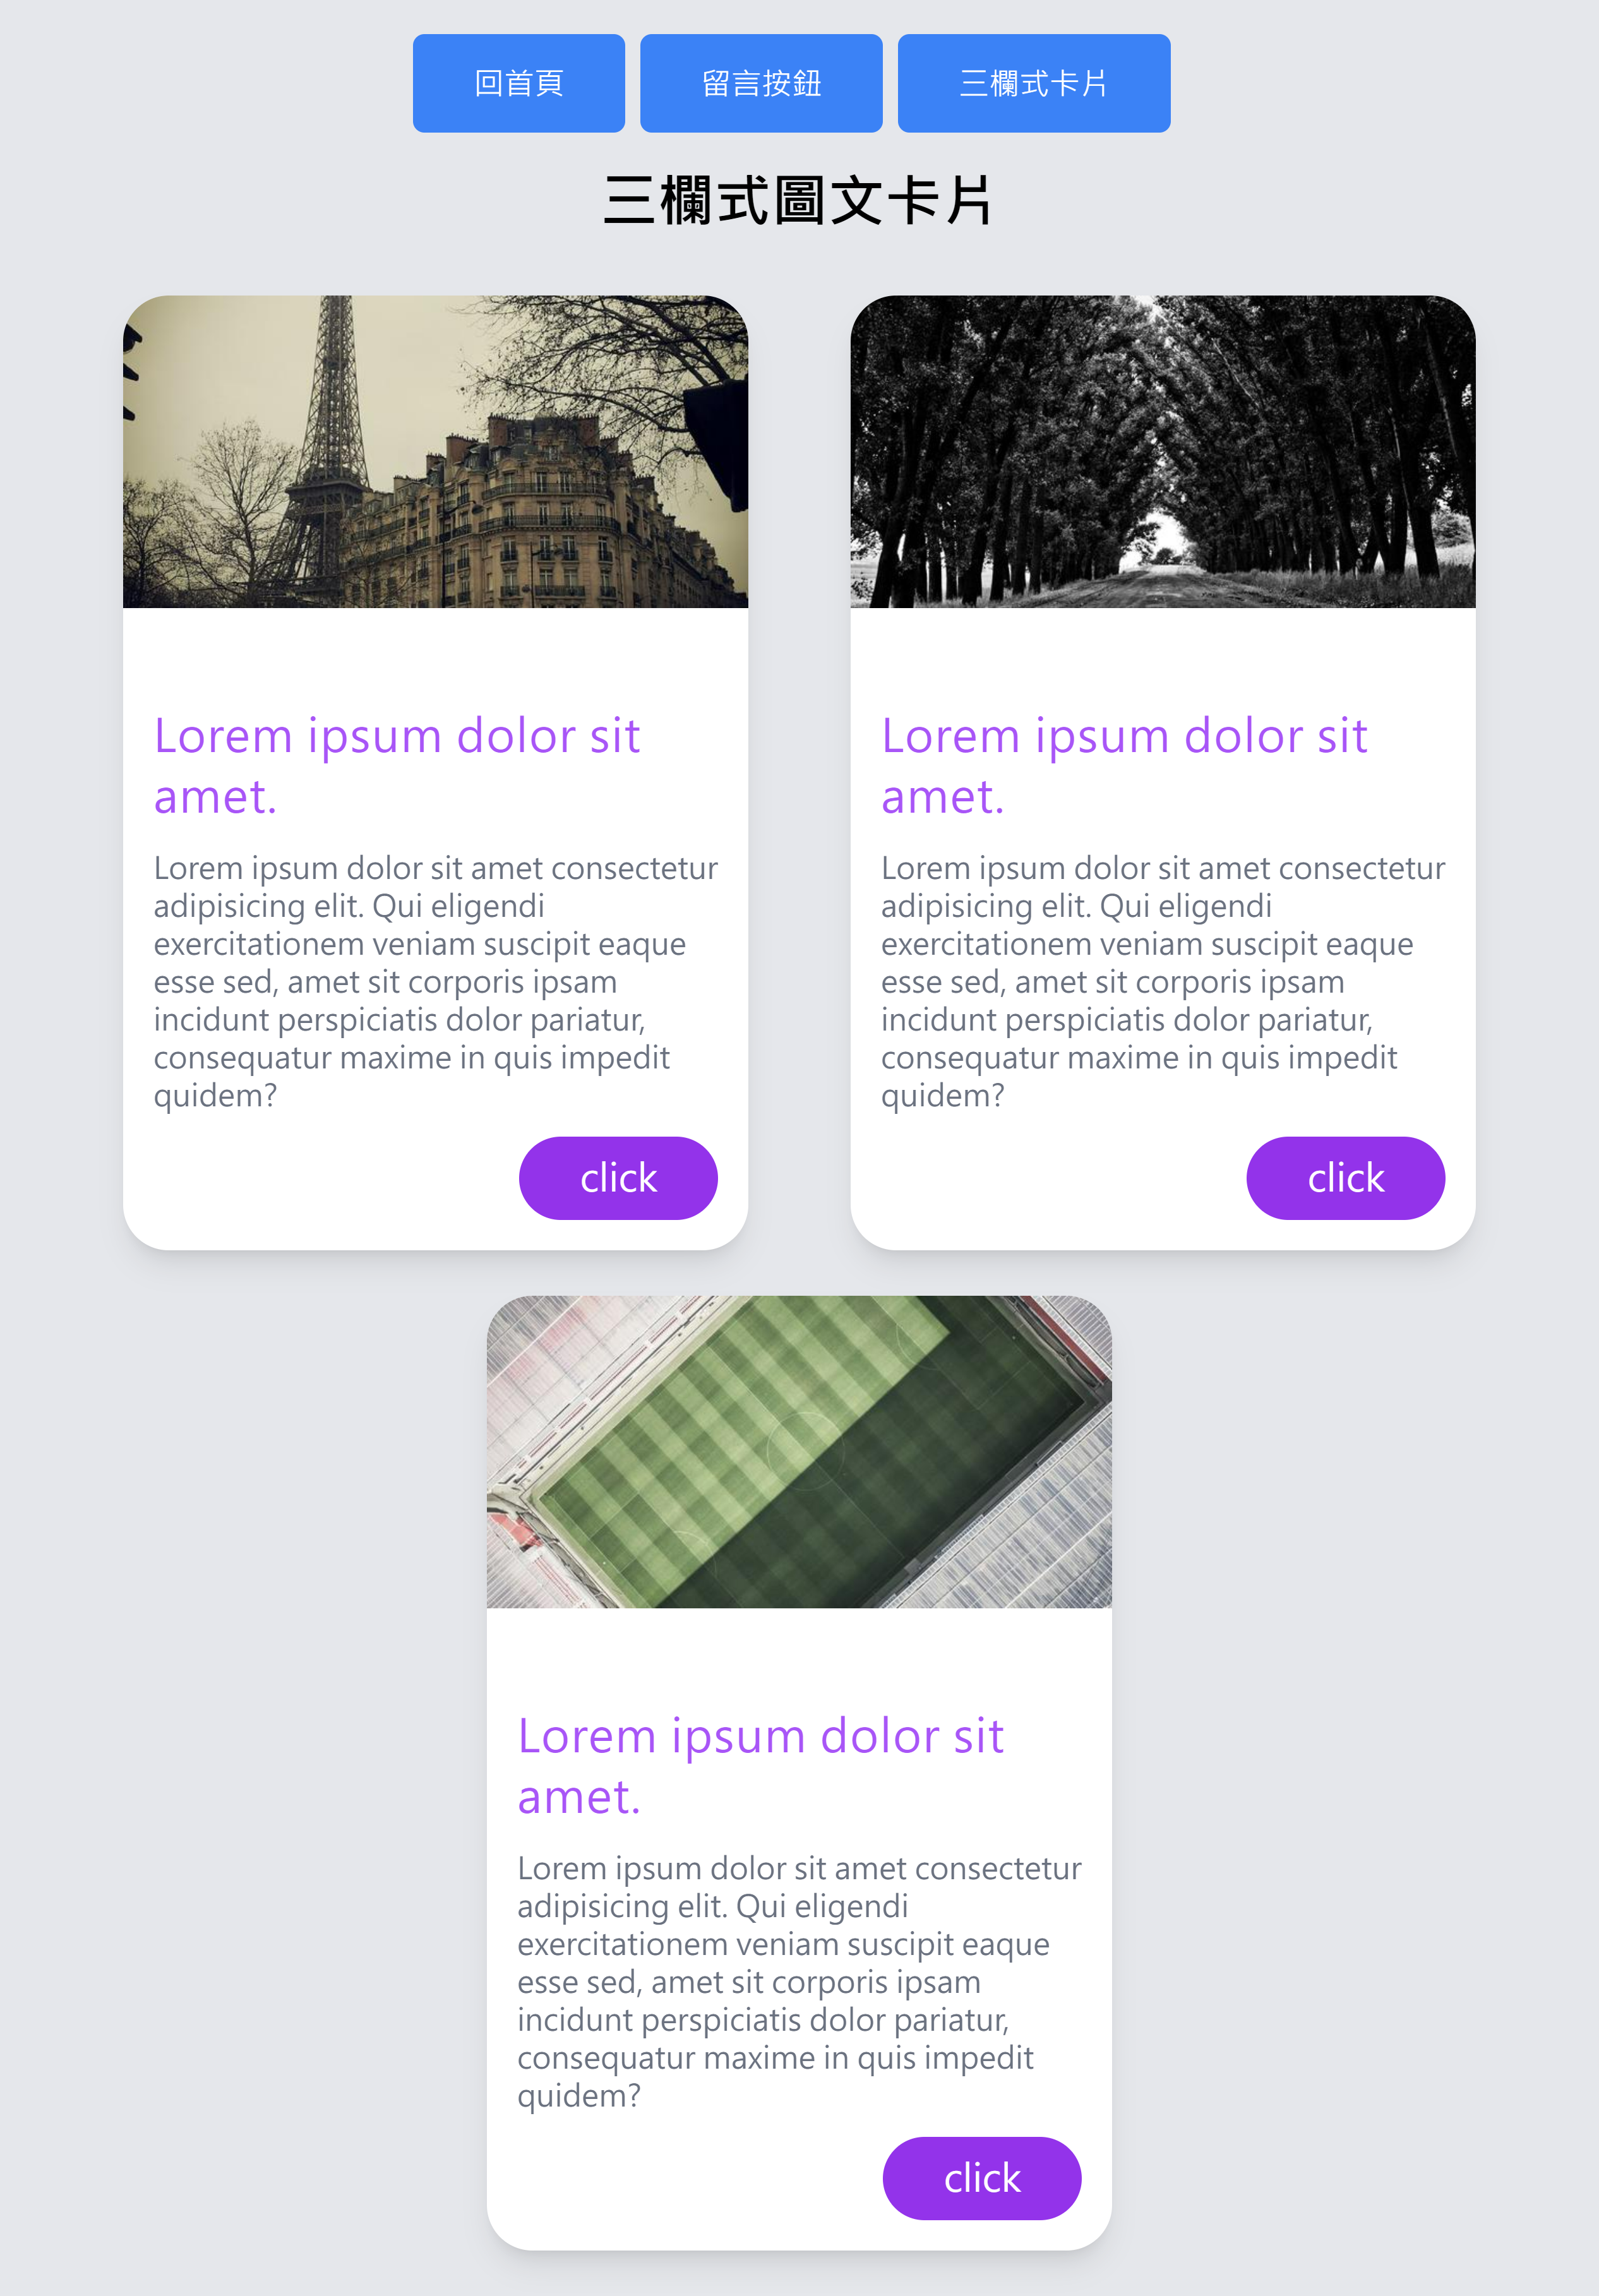 回首頁
留言按鈕
三欄式卡片
三欄式圖文卡片
Lorem ipsum dolor sit
amet.
Lorem ipsum dolor sit amet consectetur
adipisicing elit. Qui eligendi
exercitationem veniam suscipit eaque
esse sed, amet sit corporis ipsam
incidunt perspiciatis dolor pariatur,
consequatur maxime in quis impedit
quidem?
click
Lorem ipsum dolor sit
amet.
Lorem ipsum dolor sit amet consectetur
adipisicing elit. Qui eligendi
exercitationem veniam suscipit eaque
esse sed, amet sit corporis ipsam
incidunt perspiciatis dolor pariatur,
consequatur maxime in quis impedit
quidem?
click
Lorem ipsum dolor sit
amet.
Lorem ipsum dolor sit amet consectetur
adipisicing elit. Qui eligendi
exercitationem veniam suscipit eaque
esse sed, amet sit corporis ipsam
incidunt perspiciatis dolor pariatur,
consequatur maxime in quis impedit
quidem?
click